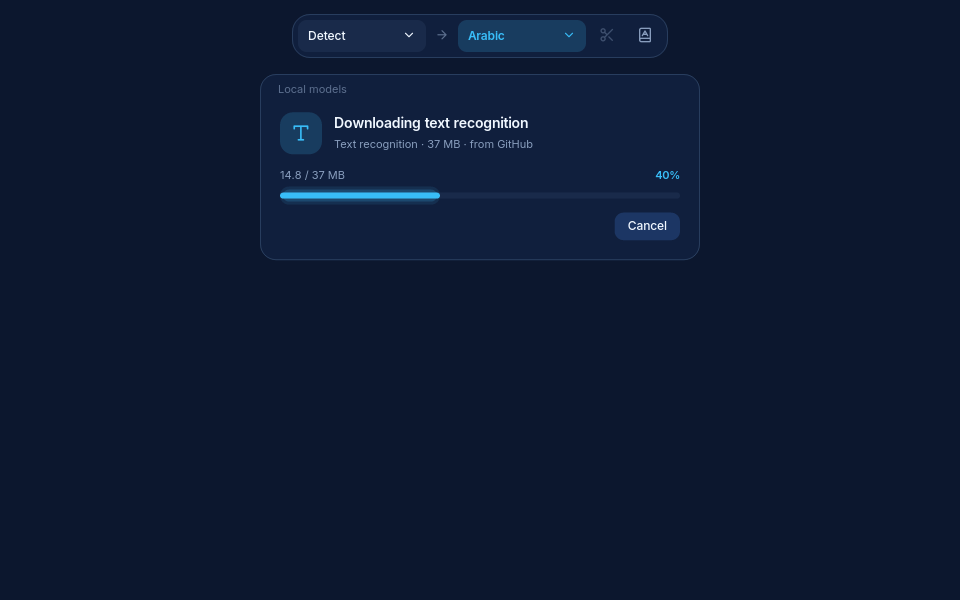 Detect
Arabic
Local models
Downloading text recognition
Text recognition · 37 MB · from GitHub
14.8 / 37 MB
40%
Cancel